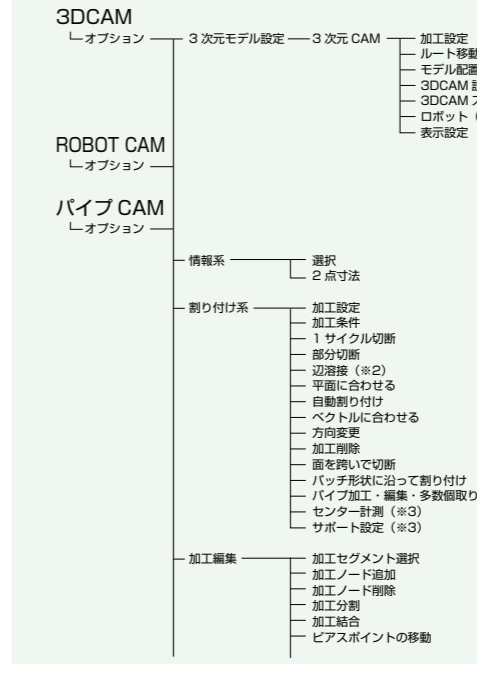 3DCAM
オプション 3 次元モデル設定 3 次元 CAM 加工設定
ルート移動
モデル配置
3DCAM
3DCAM
ロボット（
表示設定
ROBOT CAM
オプション
パイプ CAM
オプション
情報系 選択
2 点寸法
割り付け系 加工設定
加工条件
1 サイクル切断
部分切断
辺溶接（※2）
平面に合わせる
自動割り付け
ベクトルに合わせる
方向変更
加工削除
面を跨いで切断
パッチ形状に沿って割り付け
パイプ加工・編集・多数個取り
センター計測（※3）
サポート設定（※3）
加工編集 加工セグメント選択
加工ノード追加
加工ノード削除
加工分割
加工結合
ピアスポイントの移動